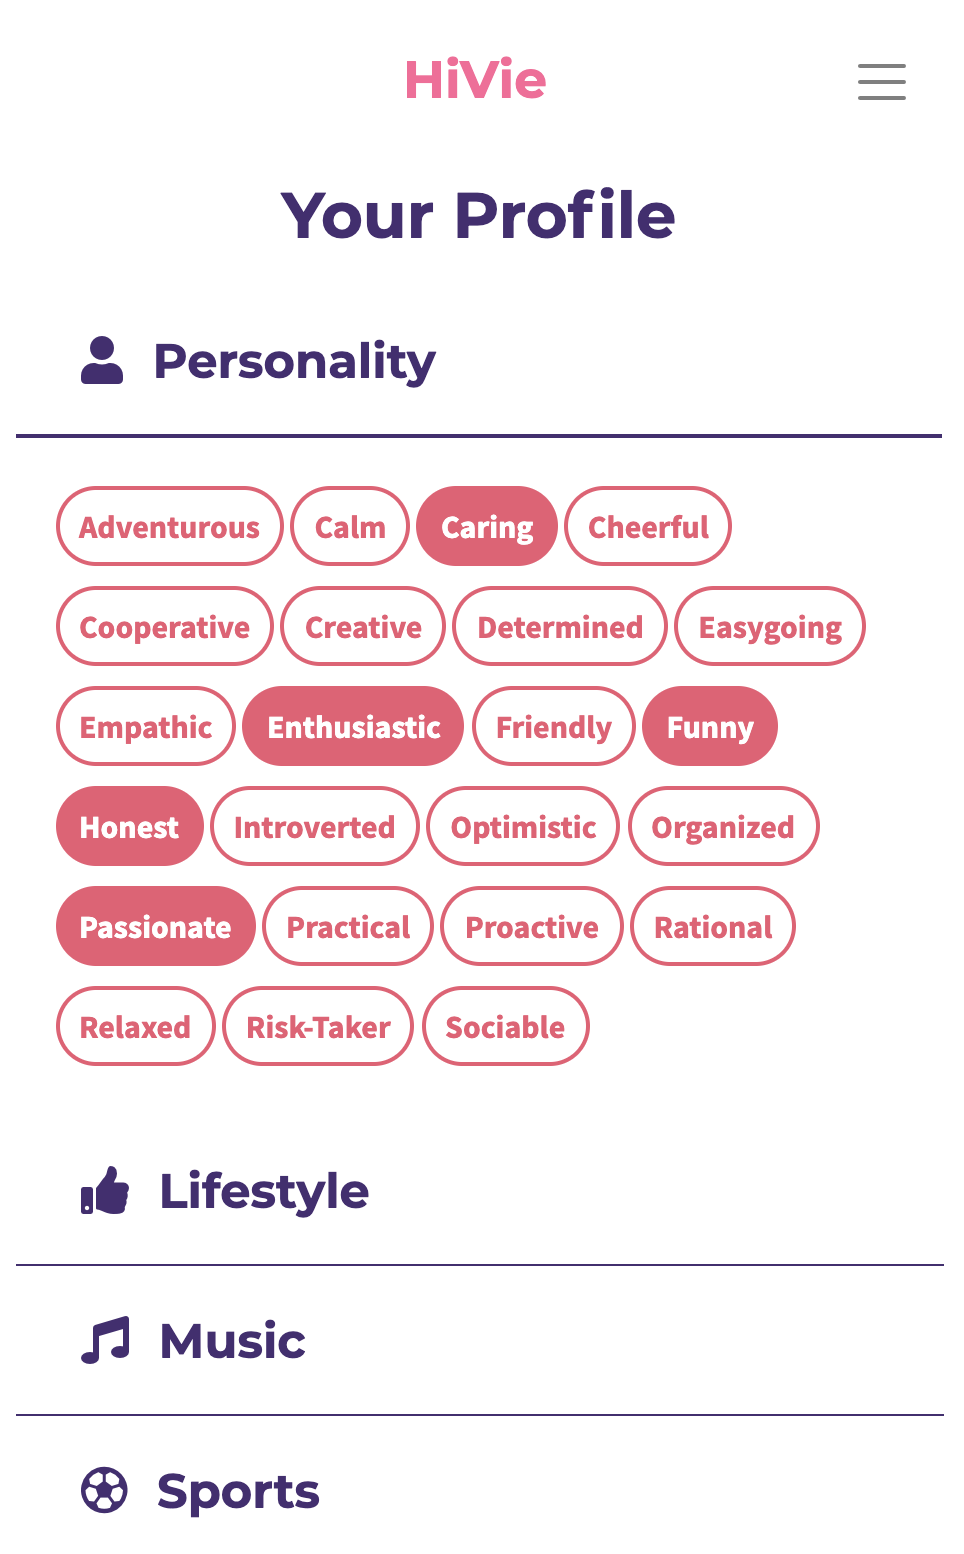 HiVie
Your Profile
Personality
Adventurous Calm Caring Cheerful
Cooperative Creative Determined Easygoing
Empathic Enthusiastic Friendly Funny
Honest Introverted Optimistic Organized
Passionate Practical Proactive Rational
Relaxed Risk-Taker Sociable
Lifestyle
Music
Sports